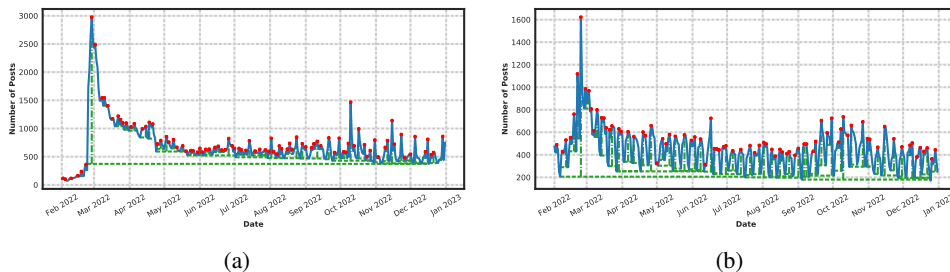 3000
2500
2000
1500
1000
500
0
Number of Posts
Feb 2022
Mar 2022
Apr 2022
May 2022
Jun 2022
Jul 2022
Aug 2022
Sep 2022
Oct 2022
Nov 2022
Dec 2022
Jan 2023
Date
(a)
1600
1400
1200
1000
800
600
400
200
Number of Posts
Feb 2022
Mar 2022
Apr 2022
May 2022
Jun 2022
Jul 2022
Aug 2022
Sep 2022
Oct 2022
Nov 2022
Dec 2022
Jan 2023
Date
(b)